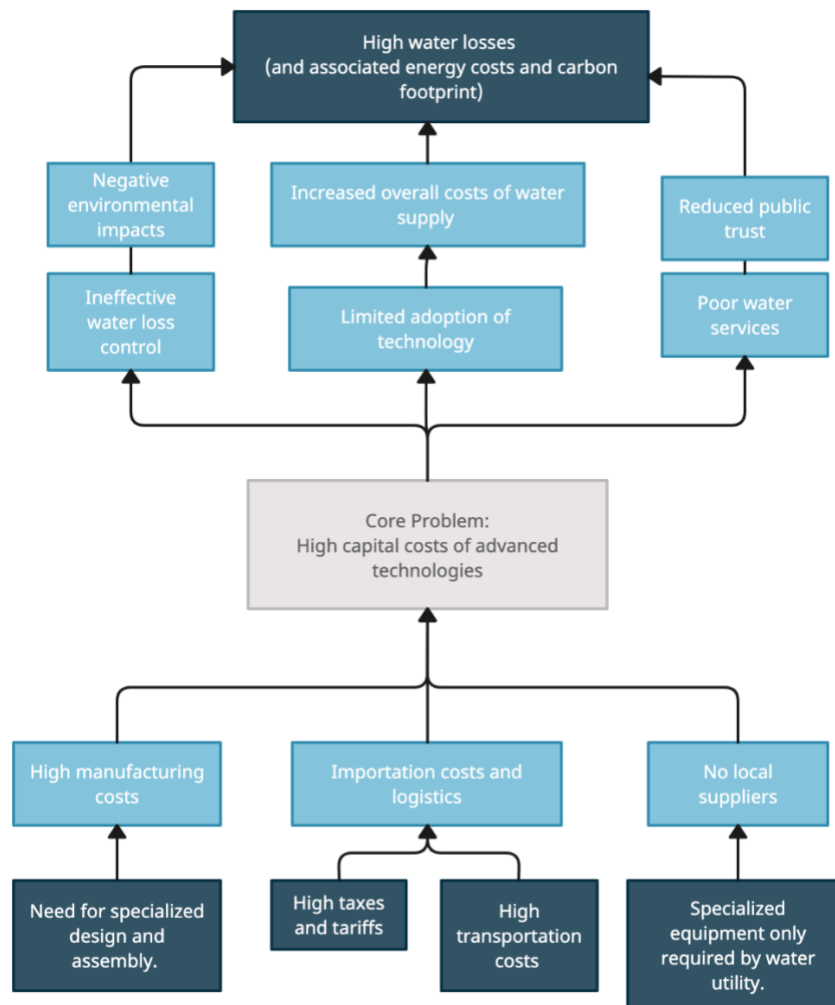 High water losses
(and associated energy costs and carbon
footprint)
Negative
environmental
impacts
Increased overall costs of water
supply
Reduced public
trust
Ineffective
water loss
control
Limited adoption of
technology
Poor water
services
Core Problem:
High capital costs of advanced
technologies
High manufacturing
costs
Importation costs and
logistics
No local
suppliers
Need for specialized
design and
assembly.
High taxes
and tariffs
High
transportation
costs
Specialized
equipment only
required by water
utility.